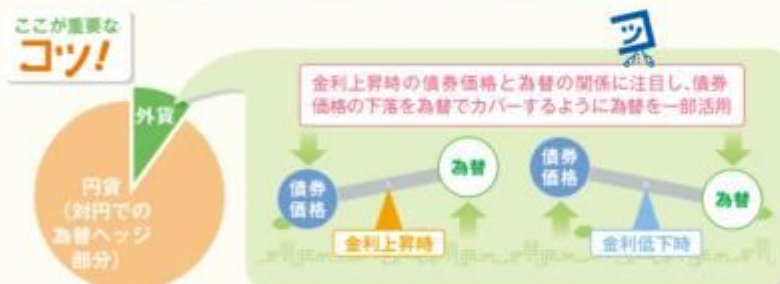 ここが重要な
コツ!
金利上昇時の債券価格と為替の関係に注目し、債券
価格の下落を為替でカバーするように為替を一部活用
外貨
円貨
(対円での
為替ヘッジ
部分)
債券
価格
為替
金利上昇時
債券
価格
為替
金利低下時